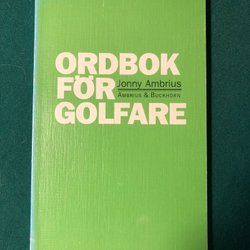 ORDBOK
FÖR Jonny Ambrius
AMBRIUS & BUCKHORN
GOLFARE